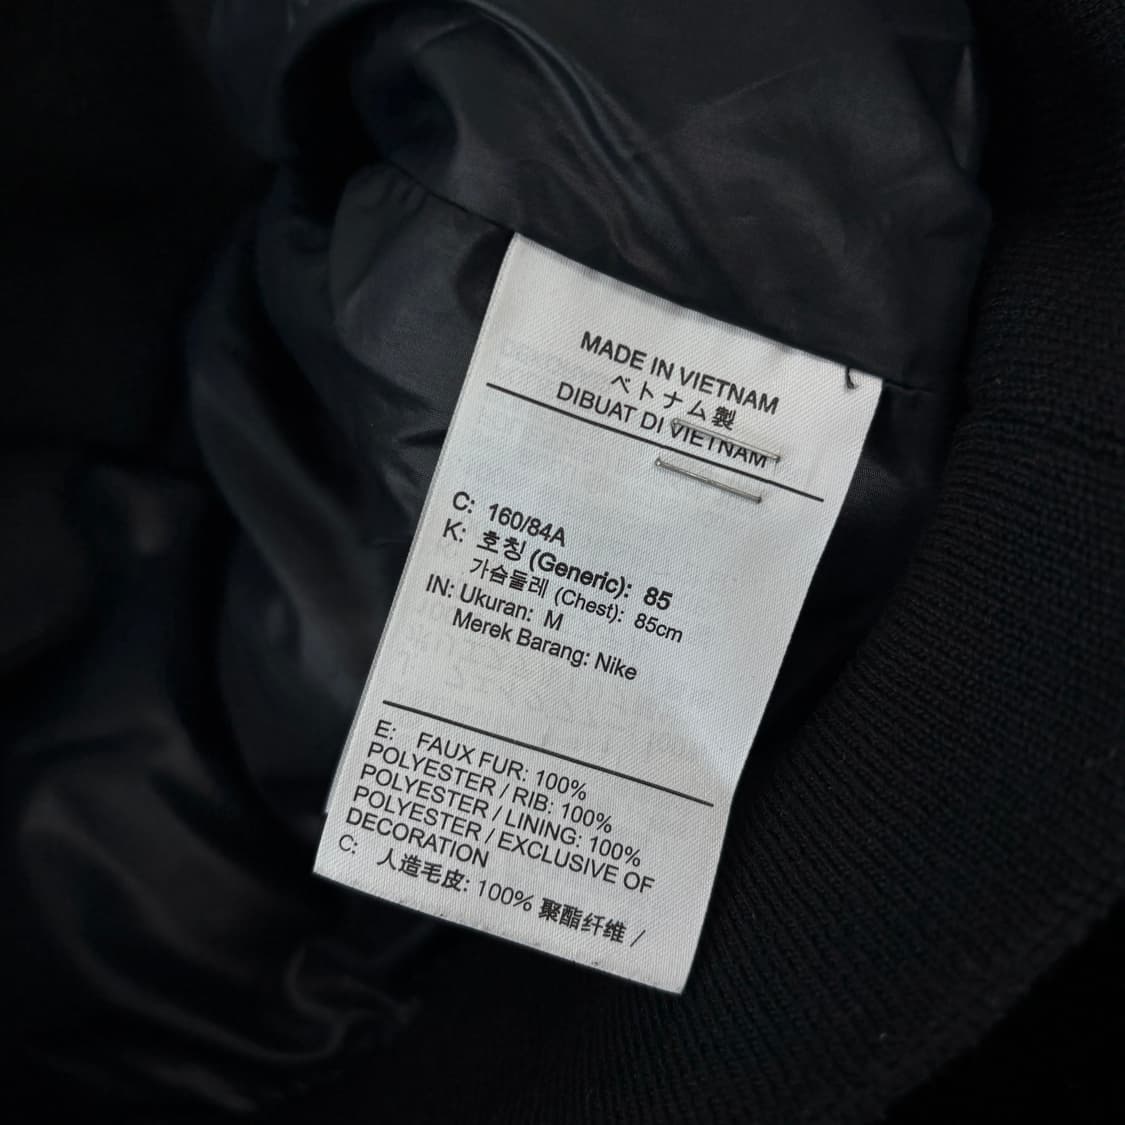 MADE IN VIETNAM
ベトナム製
DIBUAT DI VIETNAM
C: 160/84A
K: 호칭 (Generic): 85
가슴둘레 (Chest): 85cm
IN: Ukuran: M
Merek Barang: Nike
E: FAUX FUR: 100%
POLYESTER / RIB: 100%
POLYESTER / LINING: 100%
POLYESTER / EXCLUSIVE OF
DECORATION
C: 人造毛皮: 100% 聚酯纤维 /